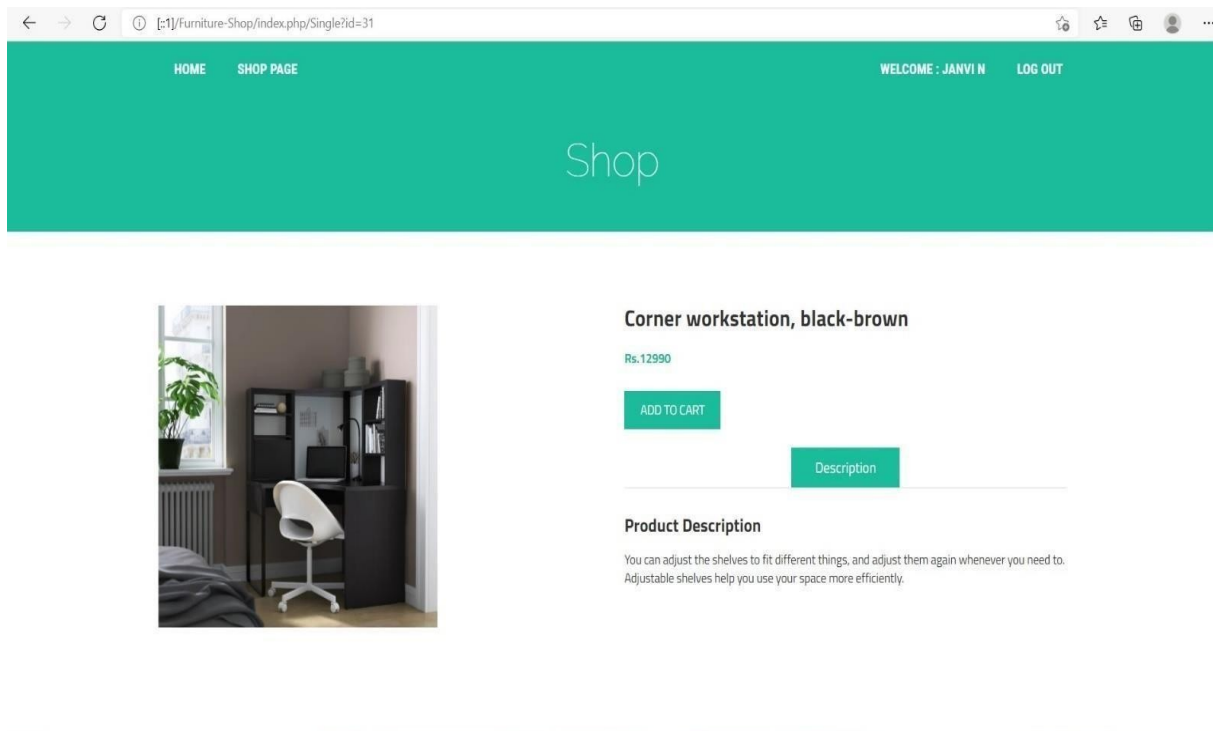 [::1]/Furniture-Shop/index.php/Single?id=31
HOME SHOP PAGE WELCOME : JANVI N LOG OUT
Shop
Corner workstation, black-brown
Rs.12990
ADD TO CART
Description
Product Description
You can adjust the shelves to fit different things, and adjust them again whenever you need to.
Adjustable shelves help you use your space more efficiently.